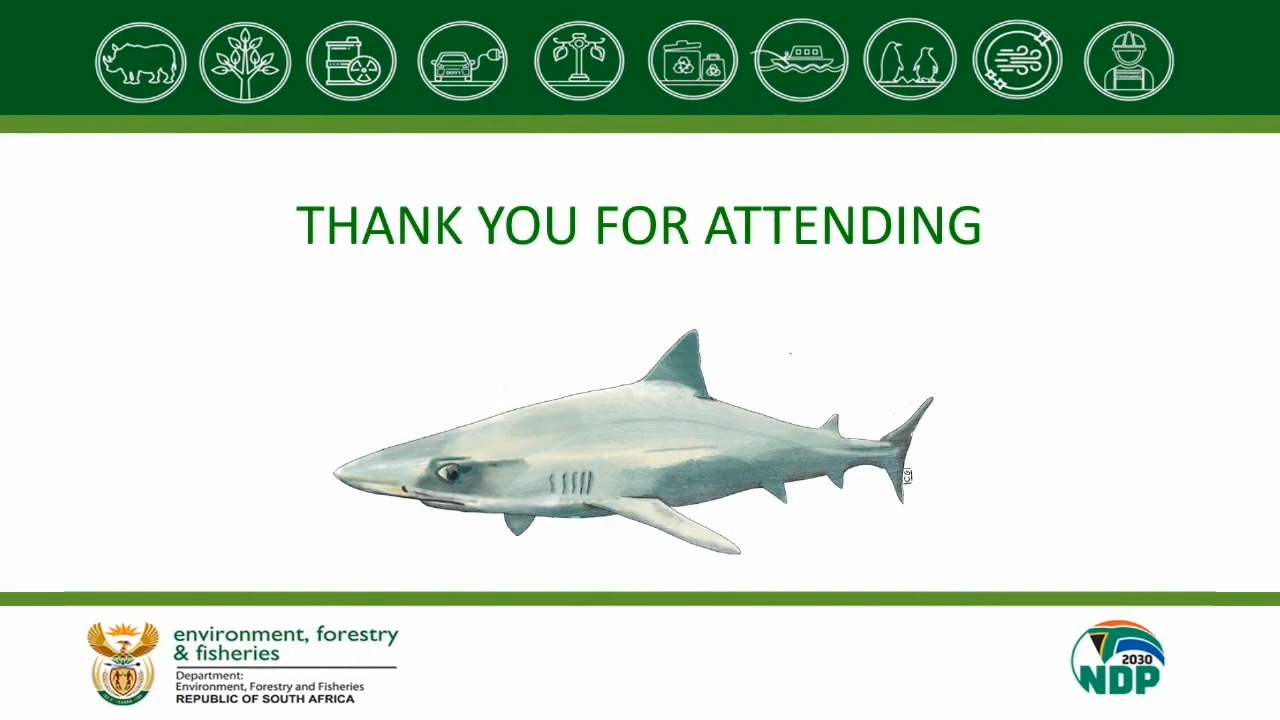 THANK YOU FOR ATTENDING
environment, forestry
& fisheries
Department:
Environment, Forestry and Fisheries
REPUBLIC OF SOUTH AFRICA
2030
NDP